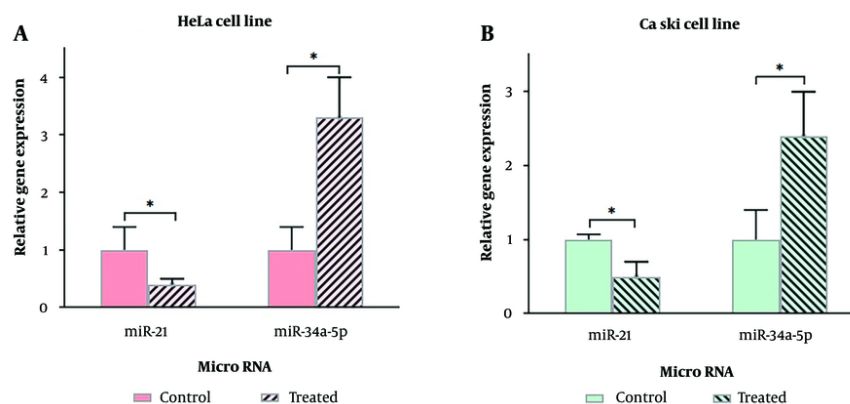 A
HeLa cell line
Relative gene expression
4
3
2
1
0
*
*
miR-21
miR-34a-5p
Micro RNA
Control
Treated
B
Ca ski cell line
Relative gene expression
3
2
1
0
*
*
miR-21
miR-34a-5p
Micro RNA
Control
Treated